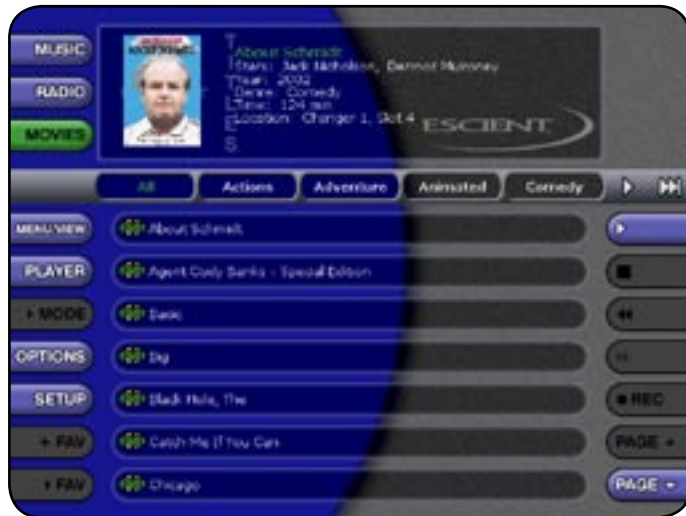 MUSIC
RADIO
MOVIES
TITLES
About Schmidt
Stars: Jack Nicholson, Dermot Mulroney
Year: 2002
Genre: Comedy
Time: 124 min
Location: Changer 1, Slot 4
ESCIENT
All
Actions
Adventure
Animated
Comedy
MENU/VIEW
About Schmidt
PLAYER
Agent Cody Banks - Special Edition
MODE
Basic
OPTIONS
Big
SETUP
Black Hole, The
REC
+ FAV
Catch Me If You Can
PAGE
FAV
Chicago
PAGE